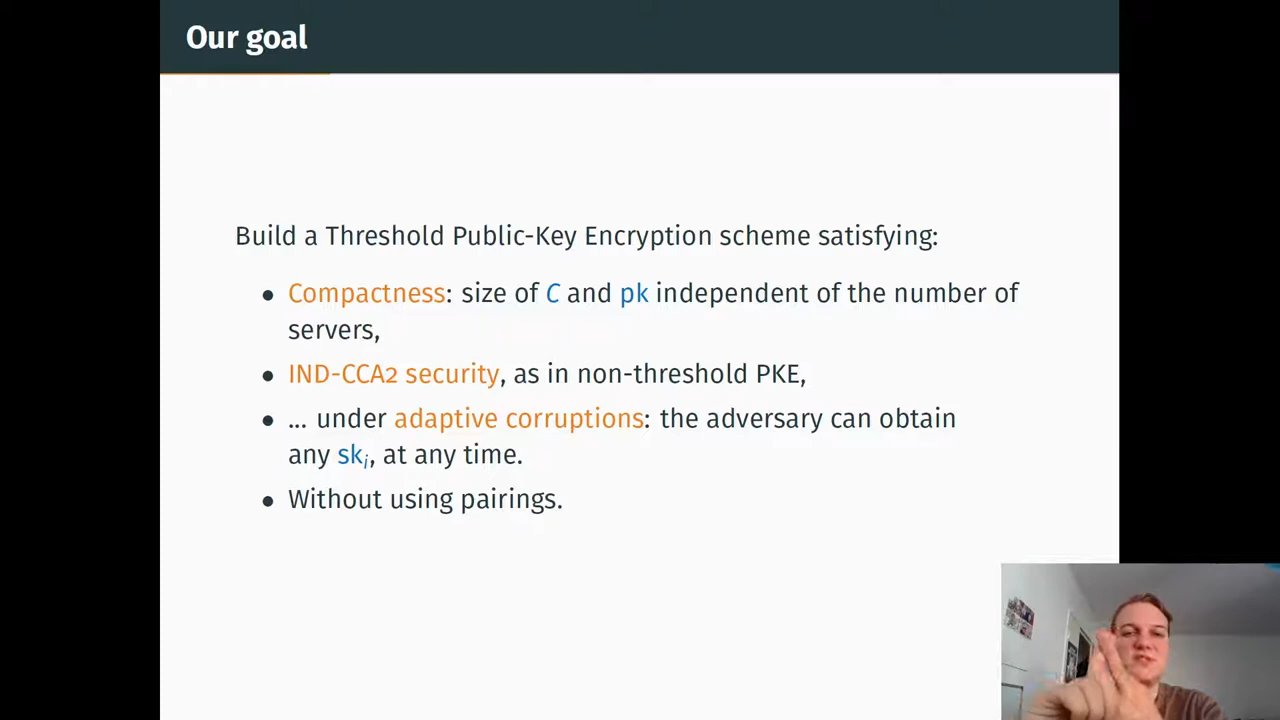 Our goal
Build a Threshold Public-Key Encryption scheme satisfying:
• Compactness: size of C and pk independent of the number of
servers,
• IND-CCA2 security, as in non-threshold PKE,
• ... under adaptive corruptions: the adversary can obtain
any skᵢ, at any time.
• Without using pairings.